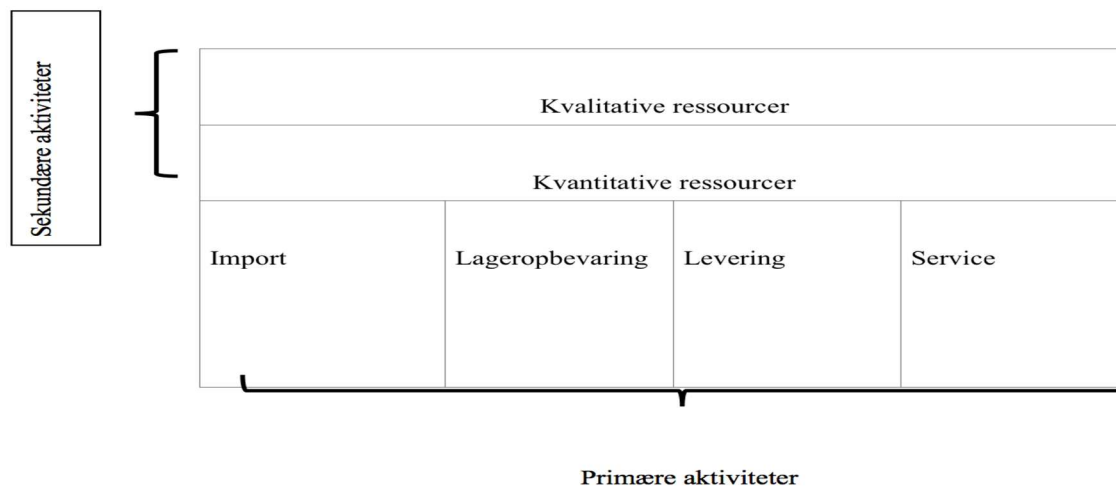 Sekundære aktiviteter
Kvalitative ressourcer
Kvantitative ressourcer
Import
Lageropbevaring
Levering
Service
Primære aktiviteter